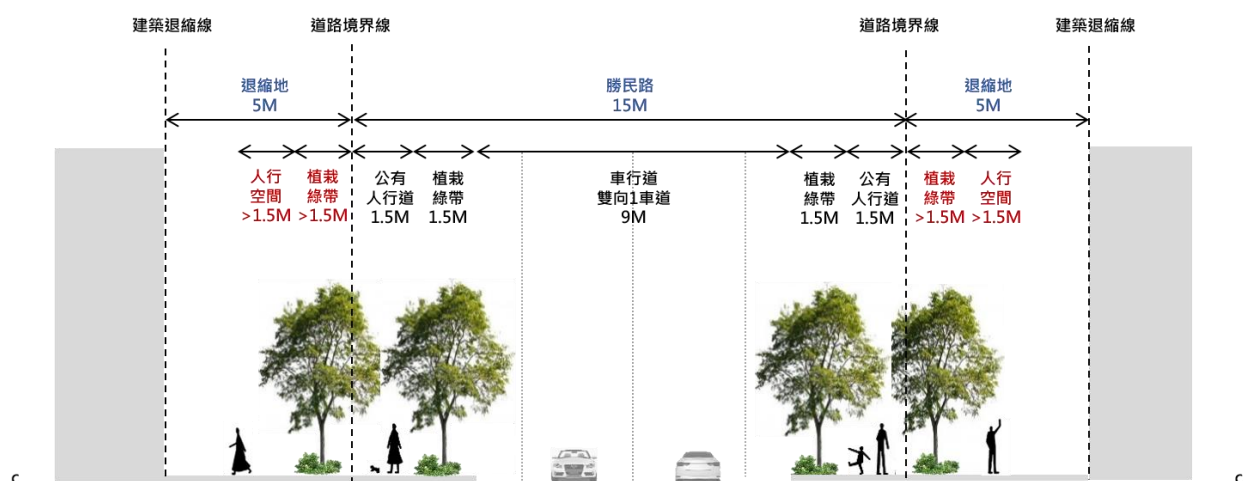 建築退縮線
道路境界線
道路境界線
建築退縮線
退縮地
5M
勝民路
15M
退縮地
5M
人行
空間
>1.5M
植栽
綠帶
>1.5M
公有
人行道
1.5M
植栽
綠帶
1.5M
車行道
雙向1車道
9M
植栽
綠帶
1.5M
公有
人行道
1.5M
植栽
綠帶
>1.5M
人行
空間
>1.5M